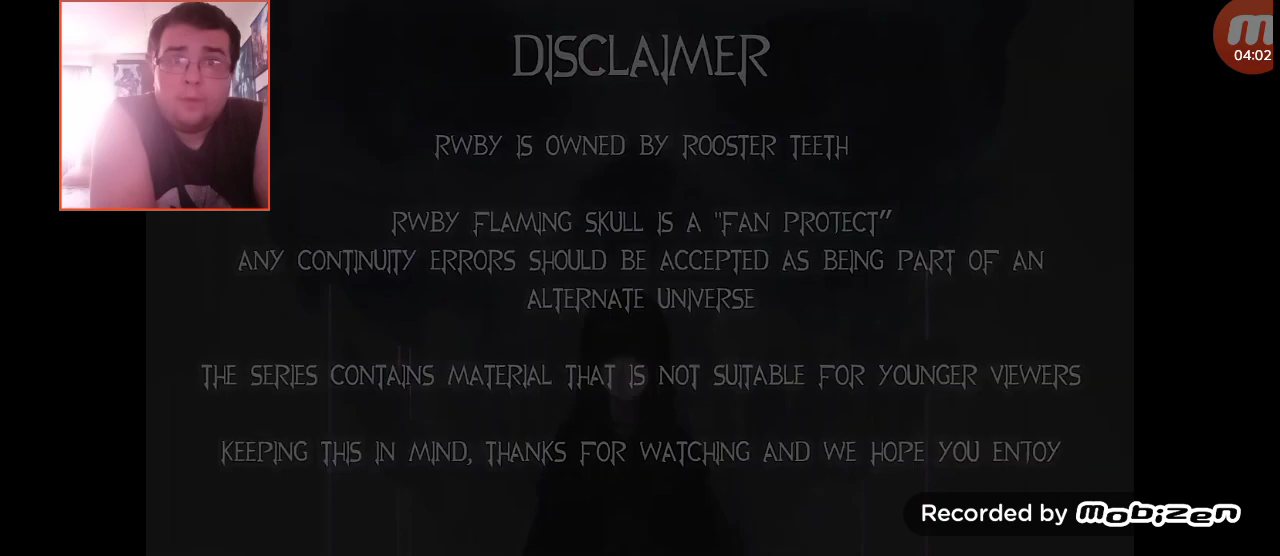 DISCLAIMER
04:02
RWBY IS OWNED BY ROOSTER TEETH
RWBY FLAMING SKULL IS A "FAN PROTECT"
ANY CONTINUITY ERRORS SHOULD BE ACCEPTED AS BEING PART OF AN
ALTERNATE UNIVERSE
THE SERIES CONTAINS MATERIAL THAT IS NOT SUITABLE FOR YOUNGER VIEWERS
KEEPING THIS IN MIND, THANKS FOR WATCHING AND WE HOPE YOU ENTOY
Recorded by mobizen